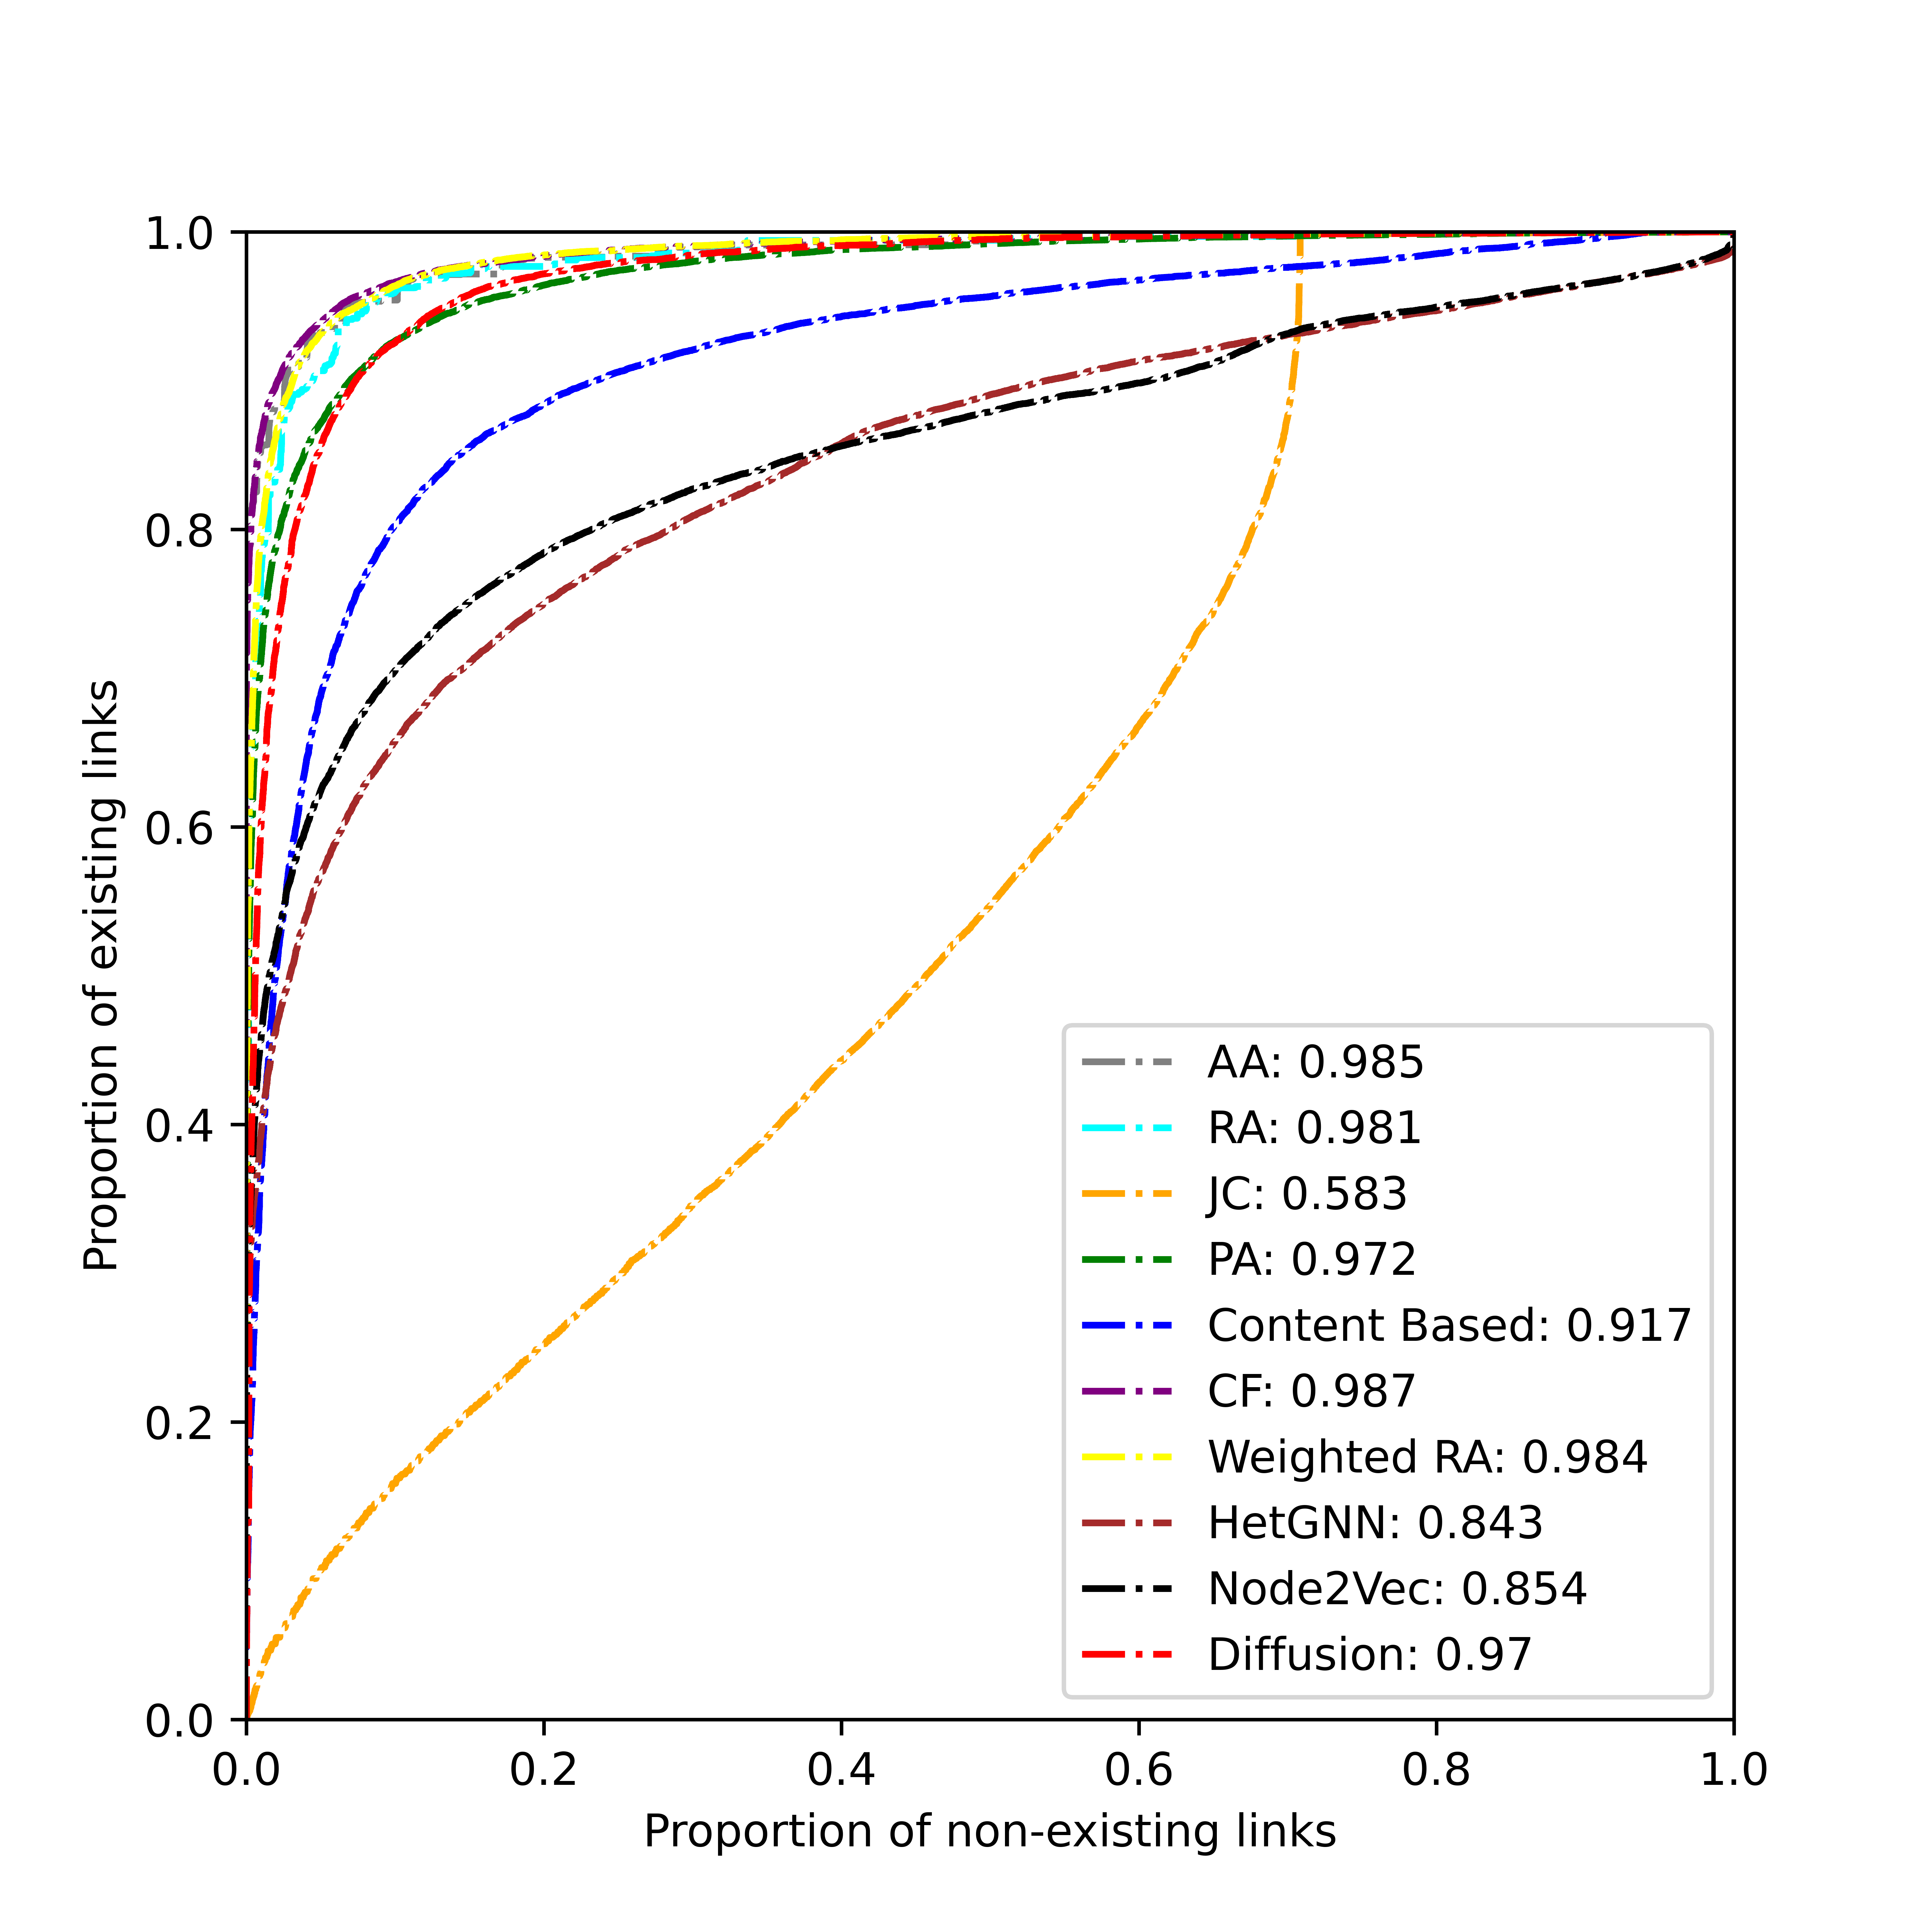 1.0
0.8
0.6
0.4
0.2
0.0
Proportion of existing links
AA: 0.985
RA: 0.981
JC: 0.583
PA: 0.972
Content Based: 0.917
CF: 0.987
Weighted RA: 0.984
HetGNN: 0.843
Node2Vec: 0.854
Diffusion: 0.97
0.0 0.2 0.4 0.6 0.8 1.0
Proportion of non-existing links